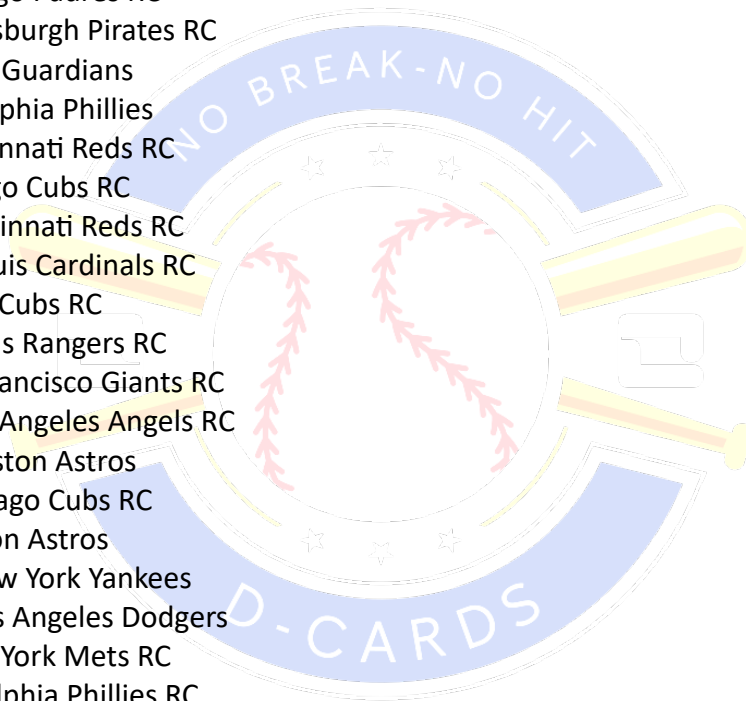 sburgh Pirates RC
Guardians
phia Phillies
nnati Reds RC
o Cubs RC
innati Reds RC
uis Cardinals RC
Cubs RC
s Rangers RC
ancisco Giants RC
Angeles Angels RC
ston Astros
ago Cubs RC
n Astros
w York Yankees
s Angeles Dodgers
York Mets RC
lphia Phillies RC
NO BREAK-NO HIT
D-CARDS